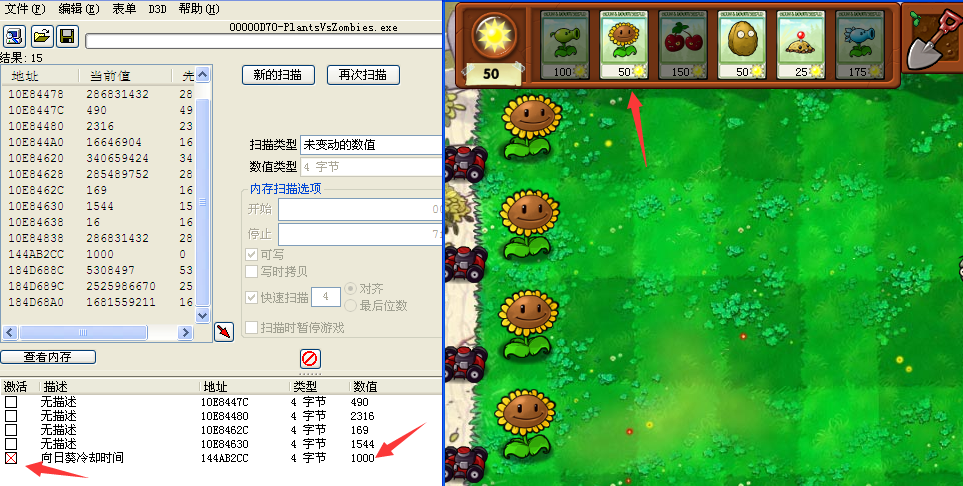 文件(F) 编辑(E) 表单 D3D 帮助(H)
00000D70-PlantsVsZombies.exe
结果: 15
地址 当前值 先
10E84478 286831432 28
10E8447C 490 49
10E84480 2316 23
10E844A0 16646904 16
10E84620 340659424 34
10E84628 285489752 28
10E8462C 169 16
10E84630 1544 15
10E84638 16 16
10E84838 286831432 28
144AB2CC 1000 0
184D688C 5308497 53
184D689C 2525986670 25
184D68A0 1681559211 16
新的扫描 再次扫描
扫描类型 未变动的数值
数值类型 4 字节
内存扫描选项
开始 0
停止 7
可写
写时拷贝
快速扫描 4 对齐
最后位数
扫描时暂停游戏
查看内存
激活 描述 地址 类型 数值
无描述 10E8447C 4 字节 490
无描述 10E84480 4 字节 2316
无描述 10E8462C 4 字节 169
无描述 10E84630 4 字节 1544
向日葵冷却时间 144AB2CC 4 字节 1000
50 100 50 150 50 25 175